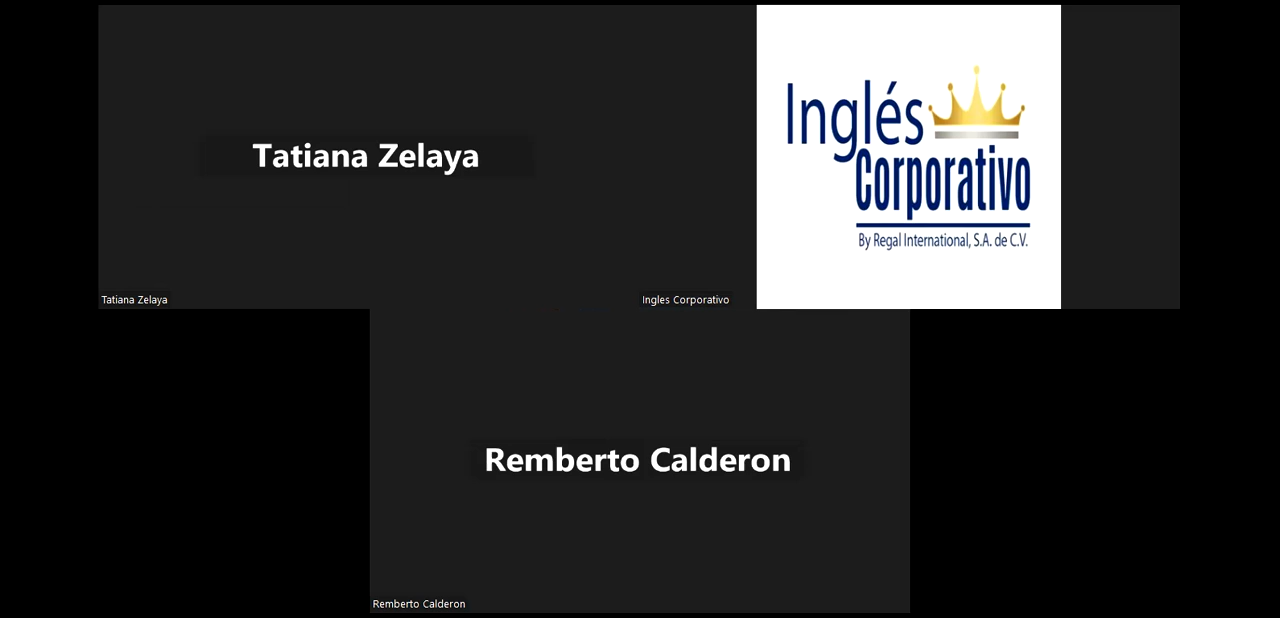 Tatiana Zelaya
Tatiana Zelaya
Inglés
Corporativo
By Regal International, S.A. de C.V.
Ingles Corporativo
Remberto Calderon
Remberto Calderon